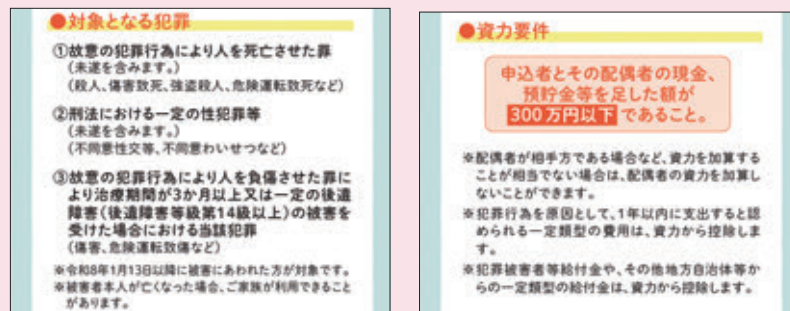 ●対象となる犯罪
①故意の犯罪行為により人を死亡させた罪
(未遂を含みます。)
(殺人、傷害致死、強盗殺人、危険運転致死など)
②刑法における一定の性犯罪等
(未遂を含みます。)
(不同意性交等、不同意わいせつなど)
③故意の犯罪行為により人を負傷させた罪に
より治療期間が3か月以上又は一定の後遺
障害(後遺障害等級第14級以上)の被害を
受けた場合における当該犯罪
(傷害、危険運転致傷など)
※令和8年1月13日以降に被害にあわれた方が対象です。
※被害者本人が亡くなった場合、ご家族が利用できること
があります。
●資力要件
申込者とその配偶者の現金、
預貯金等を足した額が
300万円以下であること。
※配偶者が相手方である場合など、資力を加算する
ことが相当でない場合は、配偶者の資力を加算し
ないことができます。
※犯罪行為を原因として、1年以内に支出すると認
められる一定類型の費用は、資力から控除しま
す。
※犯罪被害者等給付金や、その他地方自治体等か
らの一定類型の給付金は、資力から控除します。